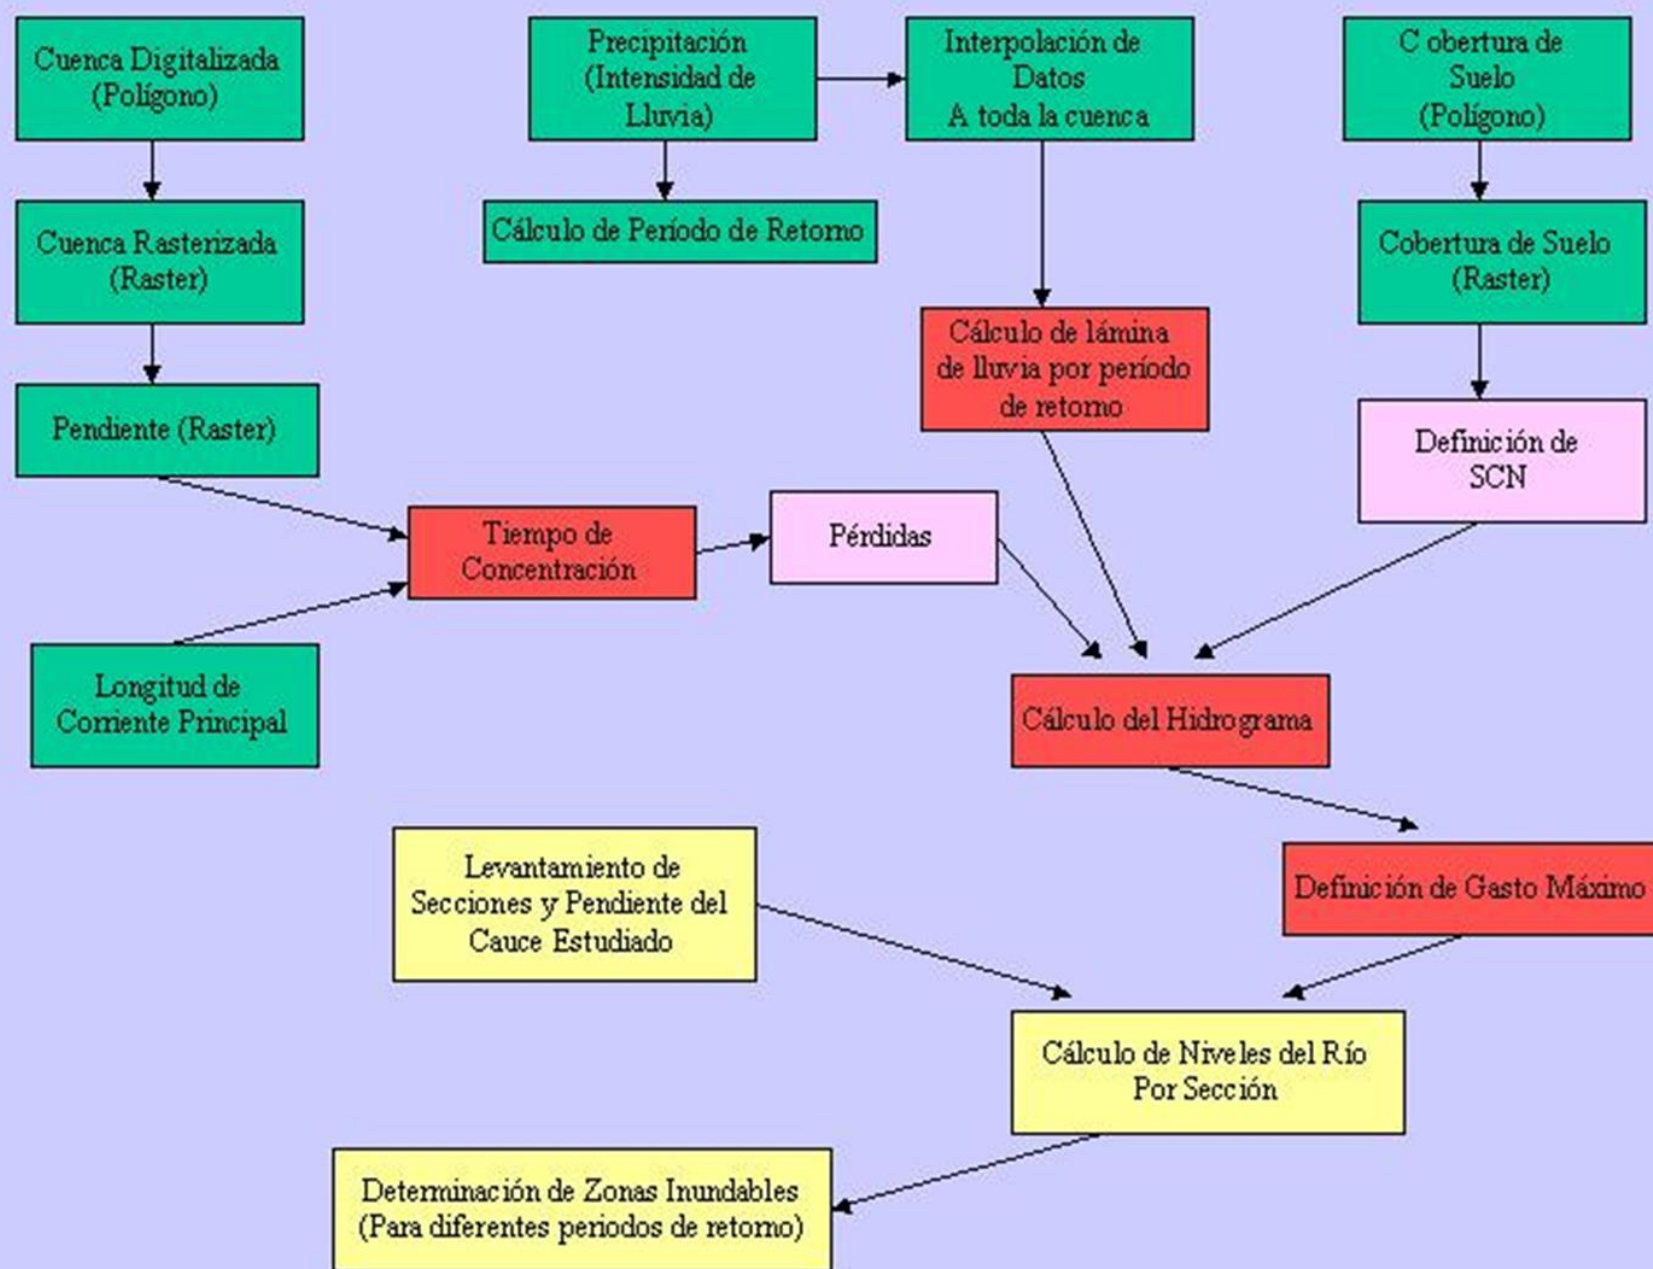 Cuenca Digitalizada
(Polígono)
Precipitación
(Intensidad de
Lluvia)
Interpolación de
Datos
A toda la cuenca
C obertura de
Suelo
(Polígono)
Cuenca Rasterizada
(Raster)
Cálculo de Período de Retorno
Cobertura de Suelo
(Raster)
Cálculo de lámina
de lluvia por período
de retorno
Pendiente (Raster)
Definición de
SCN
Tiempo de
Concentración
Pérdidas
Longitud de
Corriente Principal
Cálculo del Hidrograma
Levantamiento de
Secciones y Pendiente del
Cauce Estudiado
Definición de Gasto Máximo
Cálculo de Niveles del Río
Por Sección
Determinación de Zonas Inundables
(Para diferentes periodos de retorno)